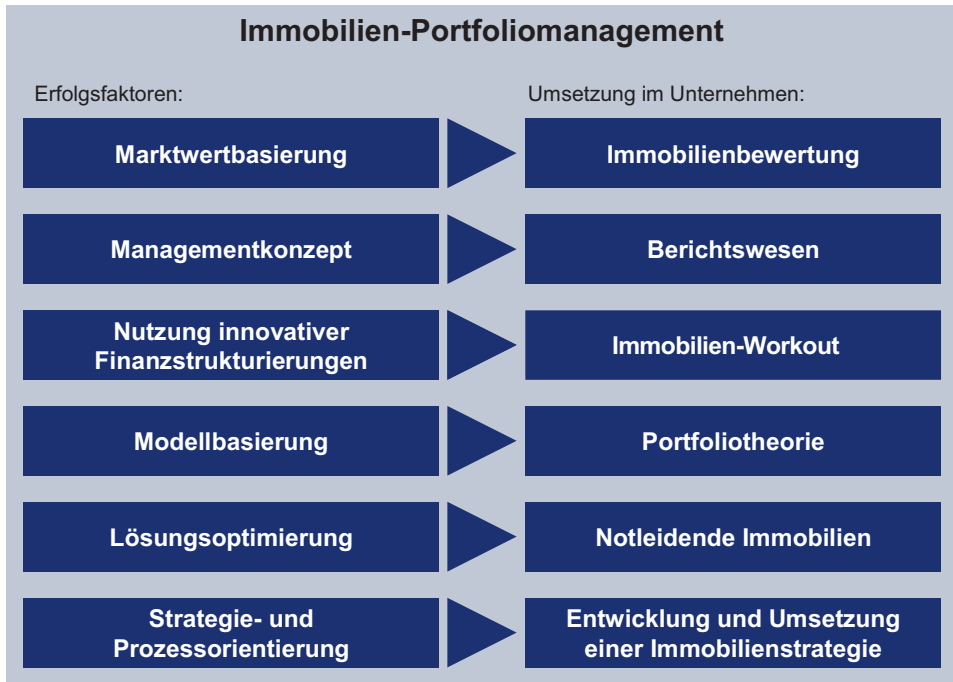 Immobilien-Portfoliomanagement
Erfolgsfaktoren:
Umsetzung im Unternehmen:
Marktwertbasierung
Immobilienbewertung
Managementkonzept
Berichtswesen
Nutzung innovativer
Finanzstrukturierungen
Immobilien-Workout
Modellbasierung
Portfoliotheorie
Lösungsoptimierung
Notleidende Immobilien
Strategie- und
Prozessorientierung
Entwicklung und Umsetzung
einer Immobilienstrategie